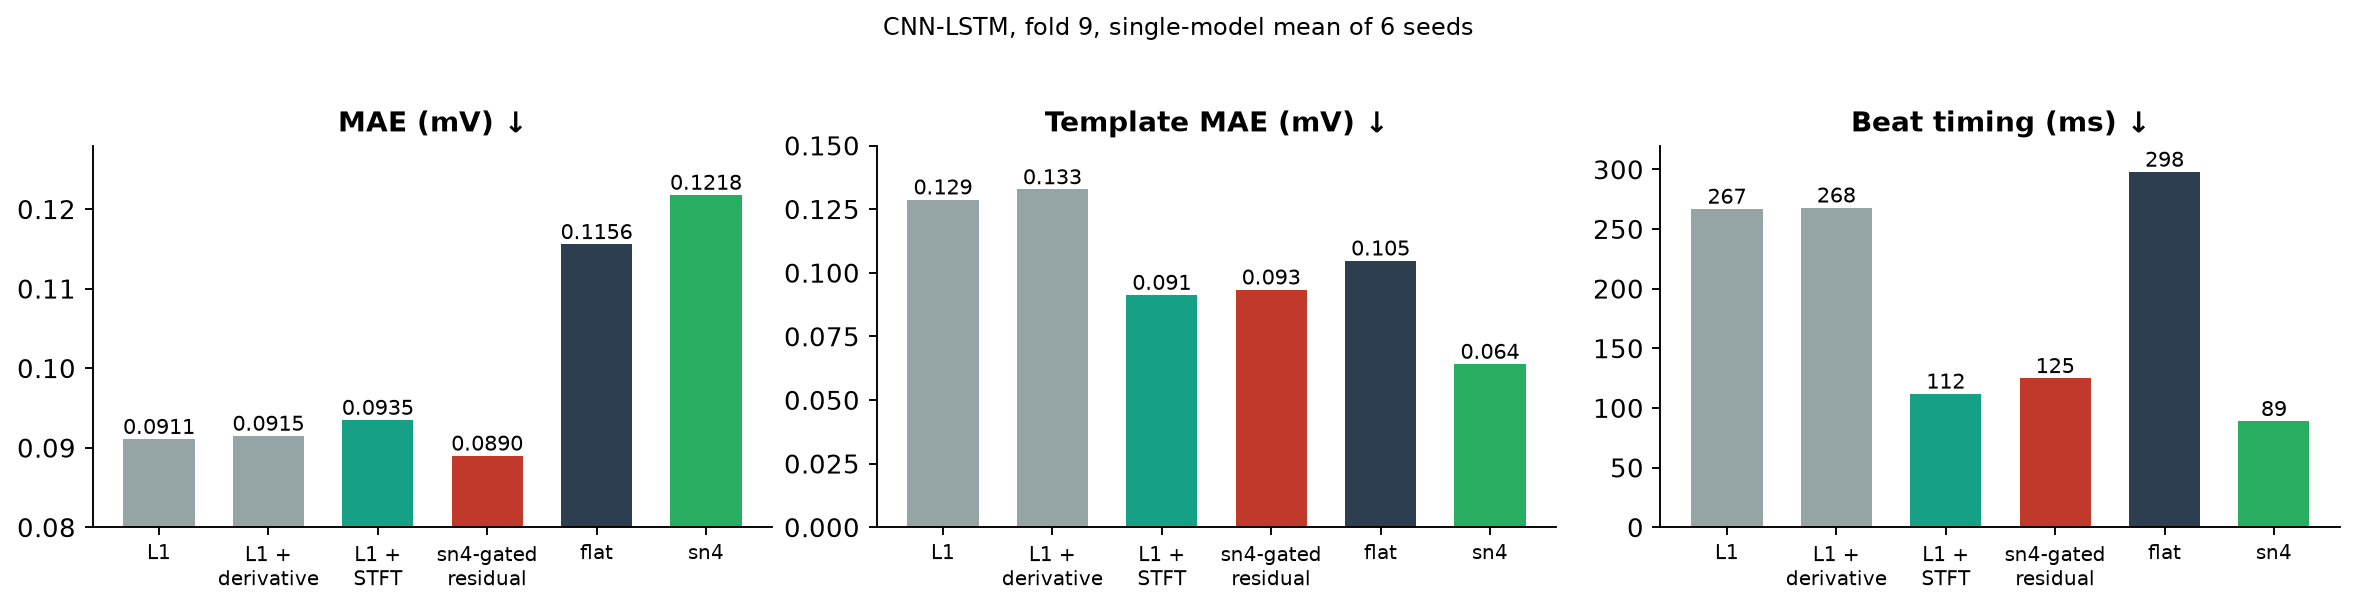 CNN-LSTM, fold 9, single-model mean of 6 seeds
MAE (mV) ↓
0.12
0.11
0.10
0.09
0.08
0.0911
0.0915
0.0935
0.0890
0.1156
0.1218
L1
L1 +
derivative
L1 +
STFT
sn4-gated
residual
flat
sn4
Template MAE (mV) ↓
0.150
0.125
0.100
0.075
0.050
0.025
0.000
0.129
0.133
0.091
0.093
0.105
0.064
L1
L1 +
derivative
L1 +
STFT
sn4-gated
residual
flat
sn4
Beat timing (ms) ↓
300
250
200
150
100
50
0
267
268
112
125
298
89
L1
L1 +
derivative
L1 +
STFT
sn4-gated
residual
flat
sn4